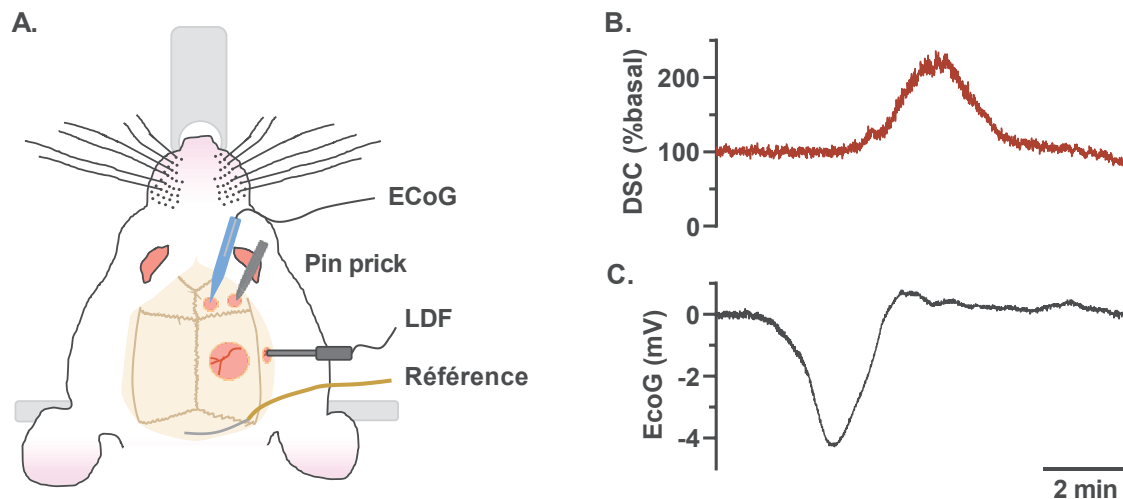 A.
ECoG
Pin prick
LDF
Référence
B.
DSC (%basal)
200
100
0
C.
EcoG (mV)
0
-2
-4
2 min